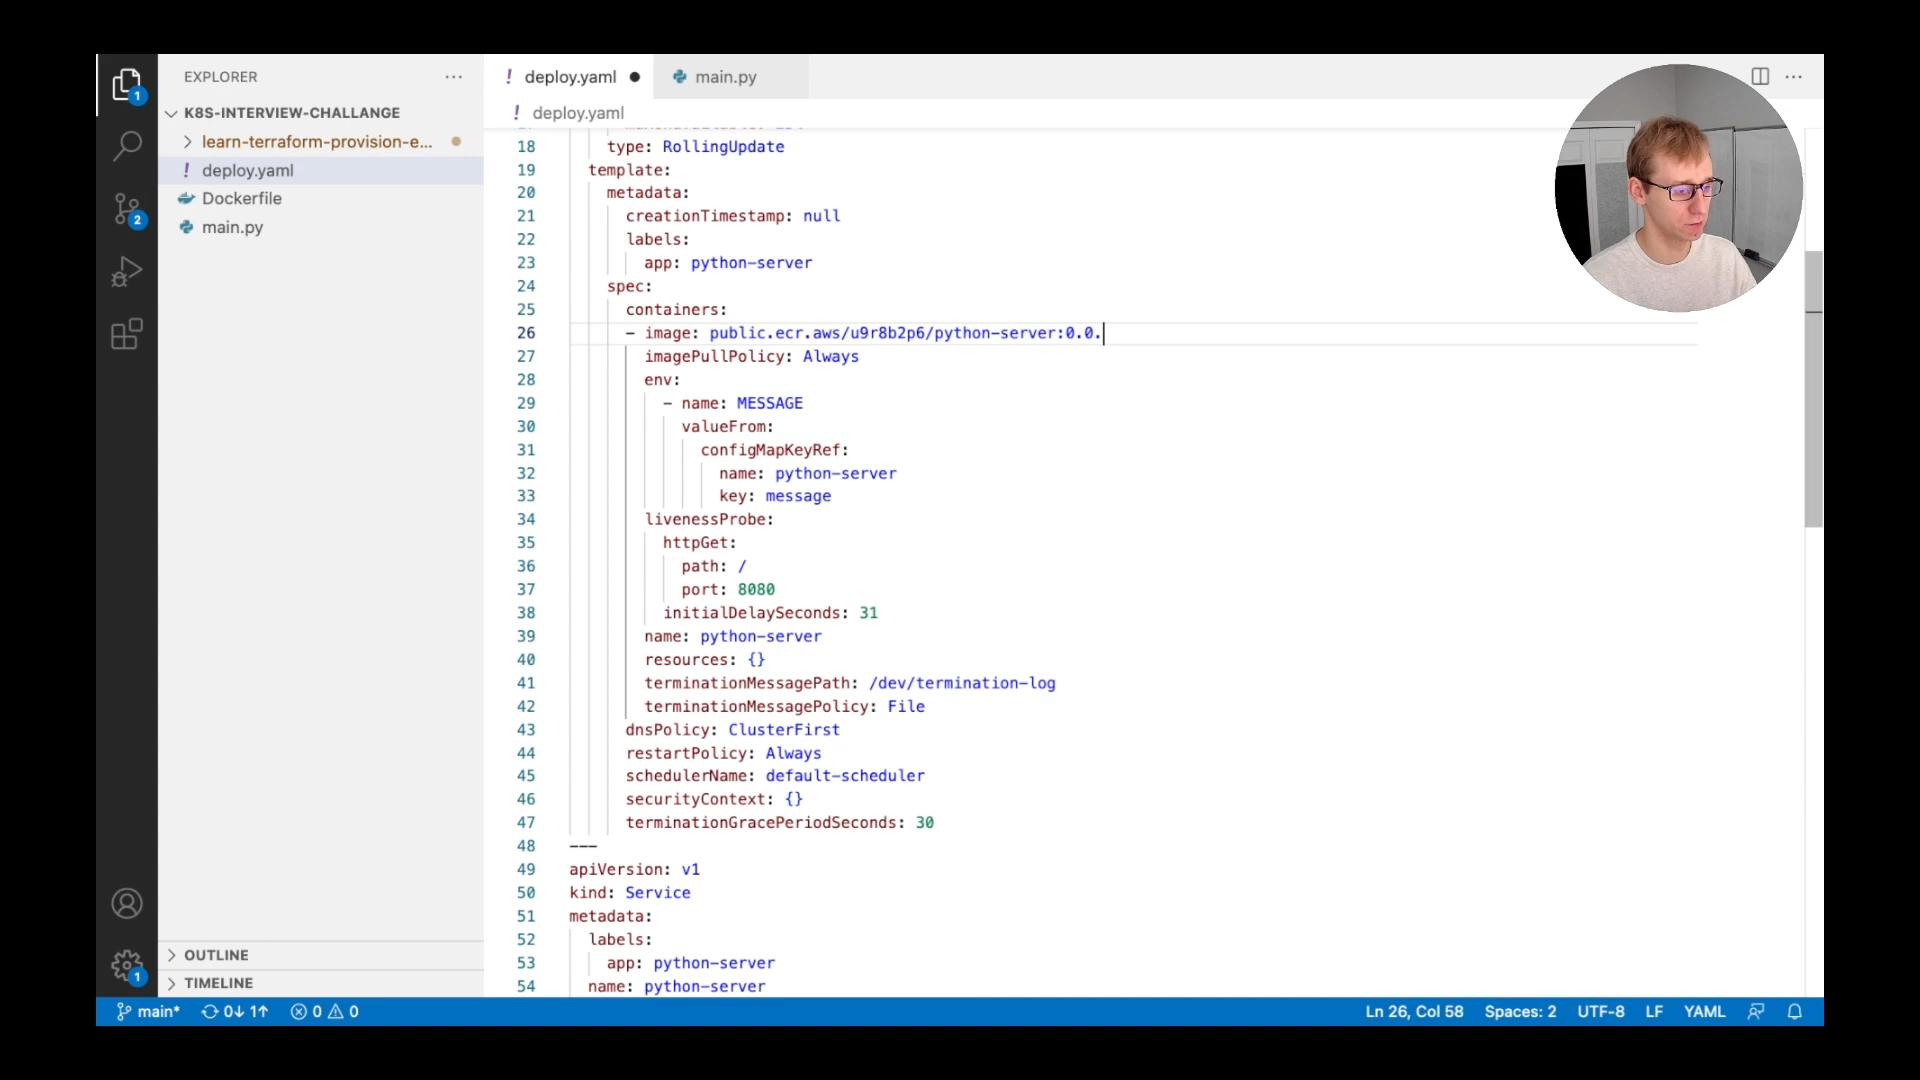 EXPLORER
K8S-INTERVIEW-CHALLANGE
learn-terraform-provision-e...
deploy.yaml
Dockerfile
main.py
OUTLINE
TIMELINE
deploy.yaml
main.py
deploy.yaml
18 type: RollingUpdate
19 template:
20 metadata:
21 creationTimestamp: null
22 labels:
23 app: python-server
24 spec:
25 containers:
26 - image: public.ecr.aws/u9r8b2p6/python-server:0.0.
27 imagePullPolicy: Always
28 env:
29 - name: MESSAGE
30 valueFrom:
31 configMapKeyRef:
32 name: python-server
33 key: message
34 livenessProbe:
35 httpGet:
36 path: /
37 port: 8080
38 initialDelaySeconds: 31
39 name: python-server
40 resources: {}
41 terminationMessagePath: /dev/termination-log
42 terminationMessagePolicy: File
43 dnsPolicy: ClusterFirst
44 restartPolicy: Always
45 schedulerName: default-scheduler
46 securityContext: {}
47 terminationGracePeriodSeconds: 30
48 ---
49 apiVersion: v1
50 kind: Service
51 metadata:
52 labels:
53 app: python-server
54 name: python-server
1
2
1
main* 0↓ 1↑ 0 0 Ln 26, Col 58 Spaces: 2 UTF-8 LF YAML